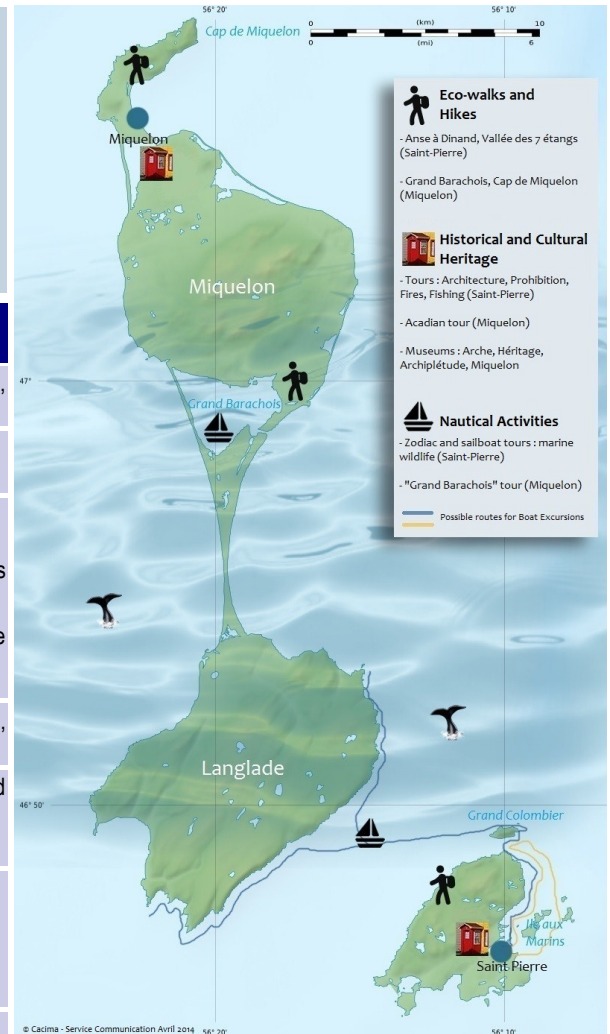 56° 20'
56° 10'
Cap de Miquelon
(km)
0 10
0 6
(mi)
Miquelon
Eco-walks and
Hikes
- Anse à Dinand, Vallée des 7 étangs
(Saint-Pierre)
- Grand Barachois, Cap de Miquelon
(Miquelon)
Historical and Cultural
Heritage
- Tours : Architecture, Prohibition,
Fires, Fishing (Saint-Pierre)
- Acadian tour (Miquelon)
- Museums : Arche, Héritage,
Archiplétude, Miquelon
Nautical Activities
- Zodiac and sailboat tours : marine
wildlife (Saint-Pierre)
- "Grand Barachois" tour (Miquelon)
Possible routes for Boat Excursions
Miquelon
47°
Grand Barachois
Langlade
46° 50'
Grand Colombier
Ile aux
Marins
Saint Pierre
© Cacima - Service Communication Avril 2014
56° 20'
56° 10'